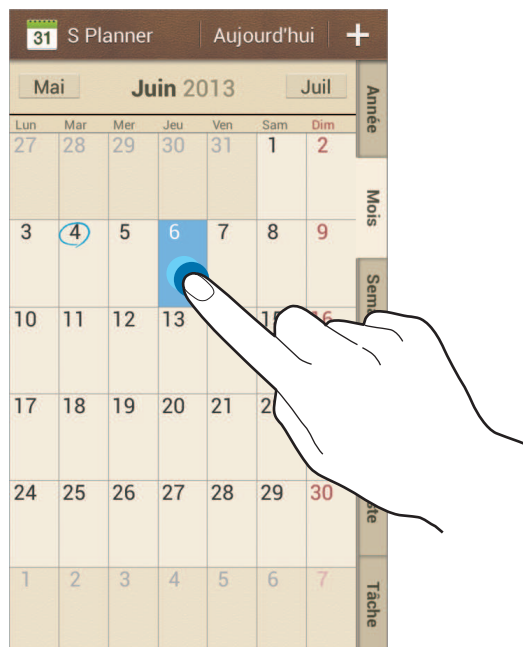 31 S Planner Aujourd'hui +
Mai Juin 2013 Juil
Année
Lun Mar Mer Jeu Ven Sam Dim
27 28 29 30 31 1 2
Mois
3 4 5 6 7 8 9
10 11 12 13
17 18 19 20 21
24 25 26 27 28 29 30
1 2 3 4 5 6 7
Tâche